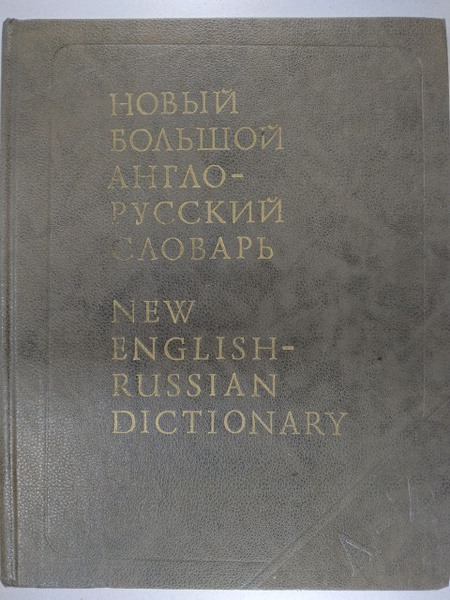 НОВЫЙ
БОЛЬШОЙ
АНГЛО-
РУССКИЙ
СЛОВАРЬ
NEW
ENGLISH-
RUSSIAN
DICTIONARY